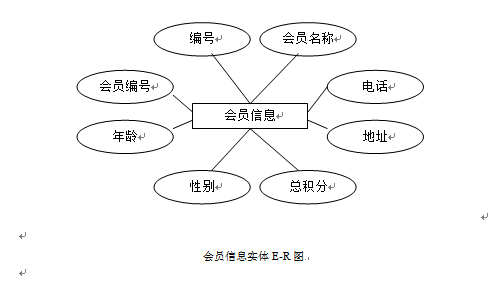 编号
会员名称
会员编号
电话
会员信息
年龄
地址
性别
总积分
会员信息实体 E-R 图.